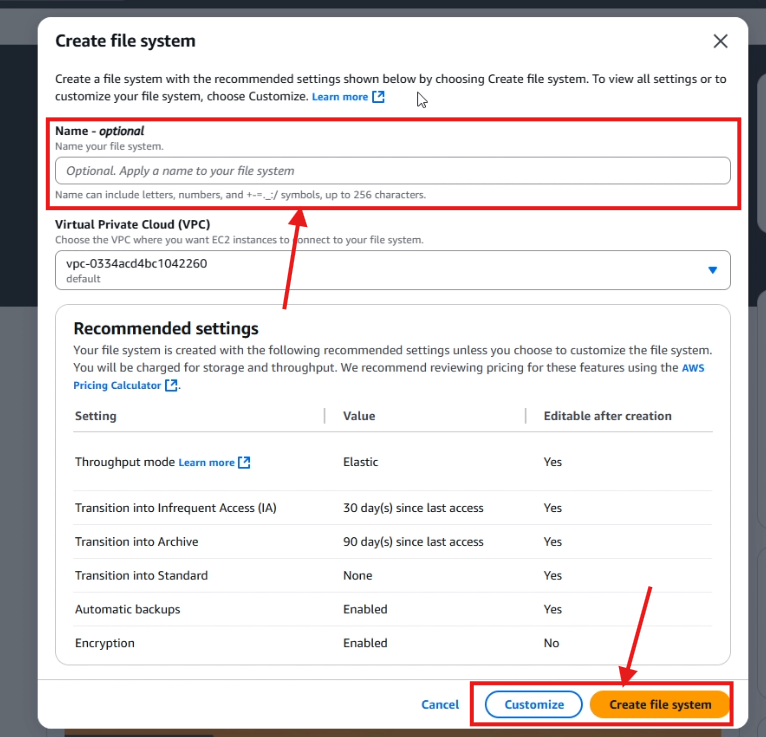 Create file system
Create a file system with the recommended settings shown below by choosing Create file system. To view all settings or to
customize your file system, choose Customize. Learn more
Name - optional
Name your file system.
Optional. Apply a name to your file system
Name can include letters, numbers, and +-=._:/ symbols, up to 256 characters.
Virtual Private Cloud (VPC)
Choose the VPC where you want EC2 instances to connect to your file system.
vpc-0334acd4bc1042260
default
Recommended settings
Your file system is created with the following recommended settings unless you choose to customize the file system.
You will be charged for storage and throughput. We recommend reviewing pricing for these features using the AWS
Pricing Calculator.
Setting Value Editable after creation
Throughput mode Learn more Elastic Yes
Transition into Infrequent Access (IA) 30 day(s) since last access Yes
Transition into Archive 90 day(s) since last access Yes
Transition into Standard None Yes
Automatic backups Enabled Yes
Encryption Enabled No
Cancel Customize Create file system